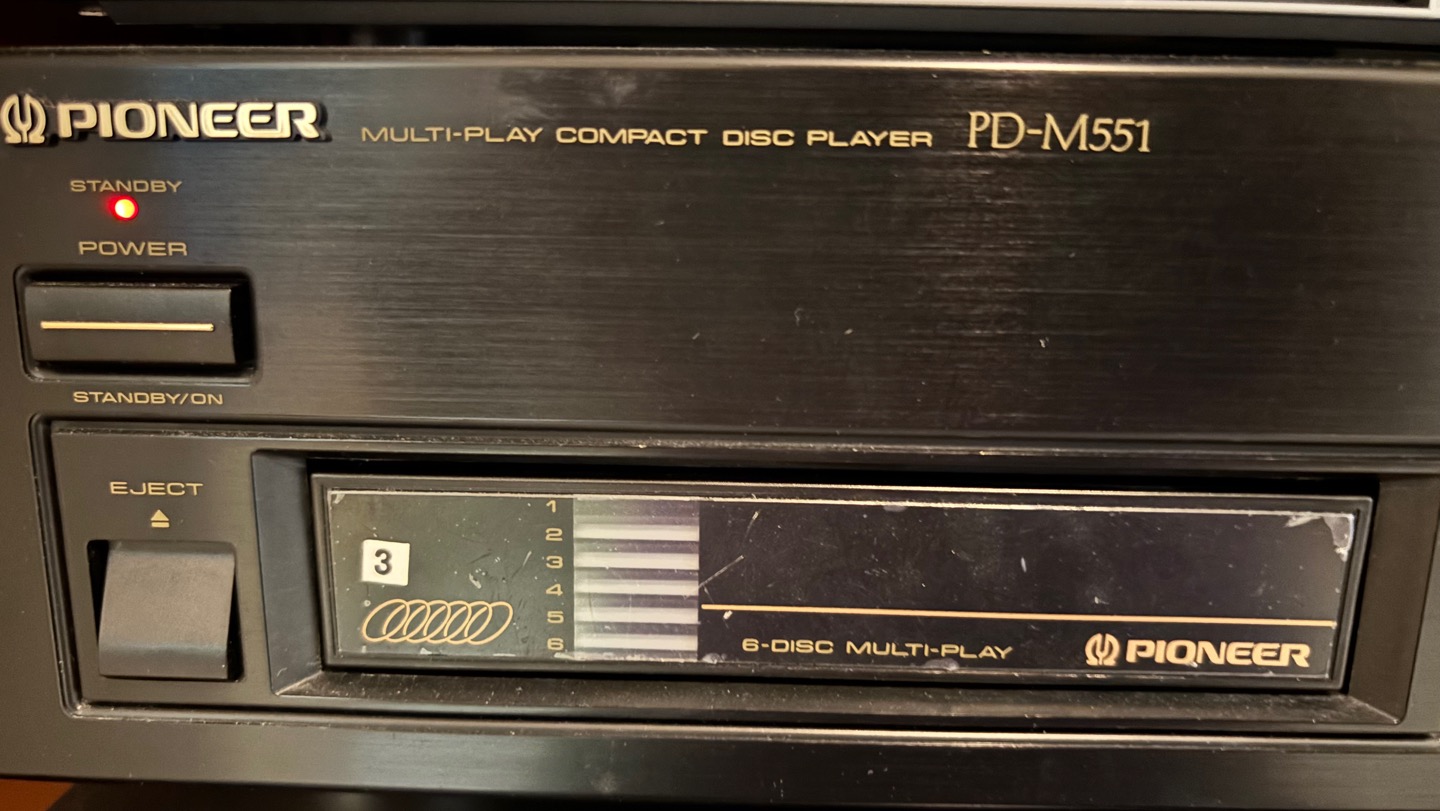 PIONEER MULTI-PLAY COMPACT DISC PLAYER PD-M551
STANDBY
POWER
STANDBY/ON
EJECT
3
1
2
3
4
5
6
6-DISC MULTI-PLAY PIONEER